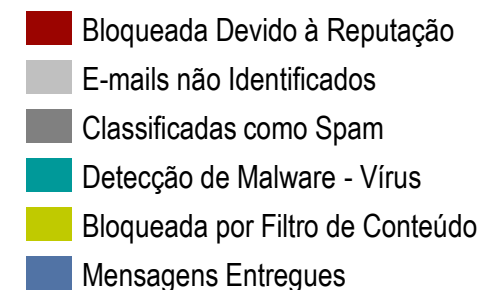 Bloqueada Devido à Reputação
E-mails não Identificados
Classificadas como Spam
Detecção de Malware - Vírus
Bloqueada por Filtro de Conteúdo
Mensagens Entregues